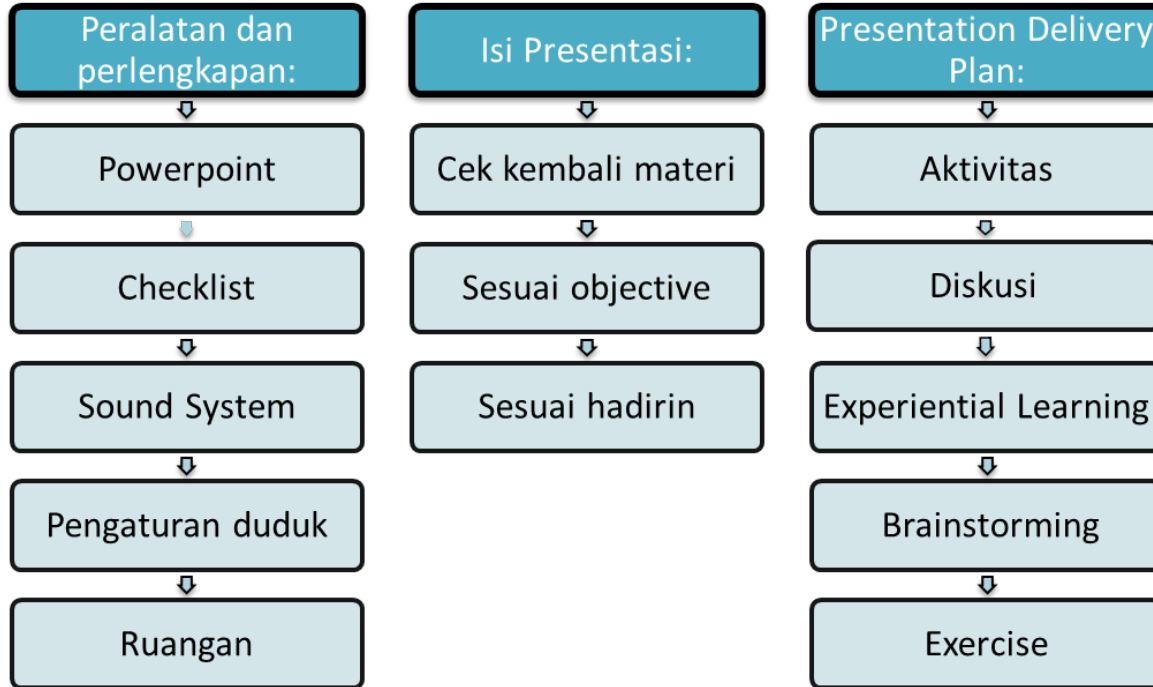 Peralatan dan
perlengkapan:
Powerpoint
Checklist
Sound System
Pengaturan duduk
Ruangan
Isi Presentasi:
Cek kembali materi
Sesuai objective
Sesuai hadirin
Presentation Delivery
Plan:
Aktivitas
Diskusi
Experiential Learning
Brainstorming
Exercise